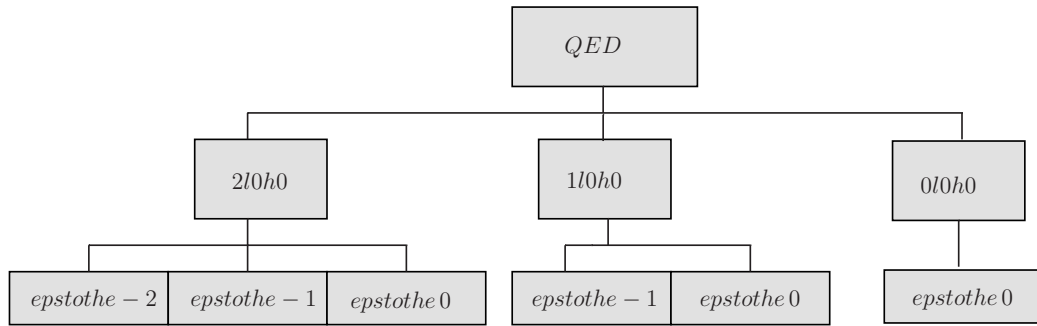 QED
2l0h0 1l0h0 0l0h0
epstothe − 2 epstothe − 1 epstothe 0 epstothe − 1 epstothe 0 epstothe 0